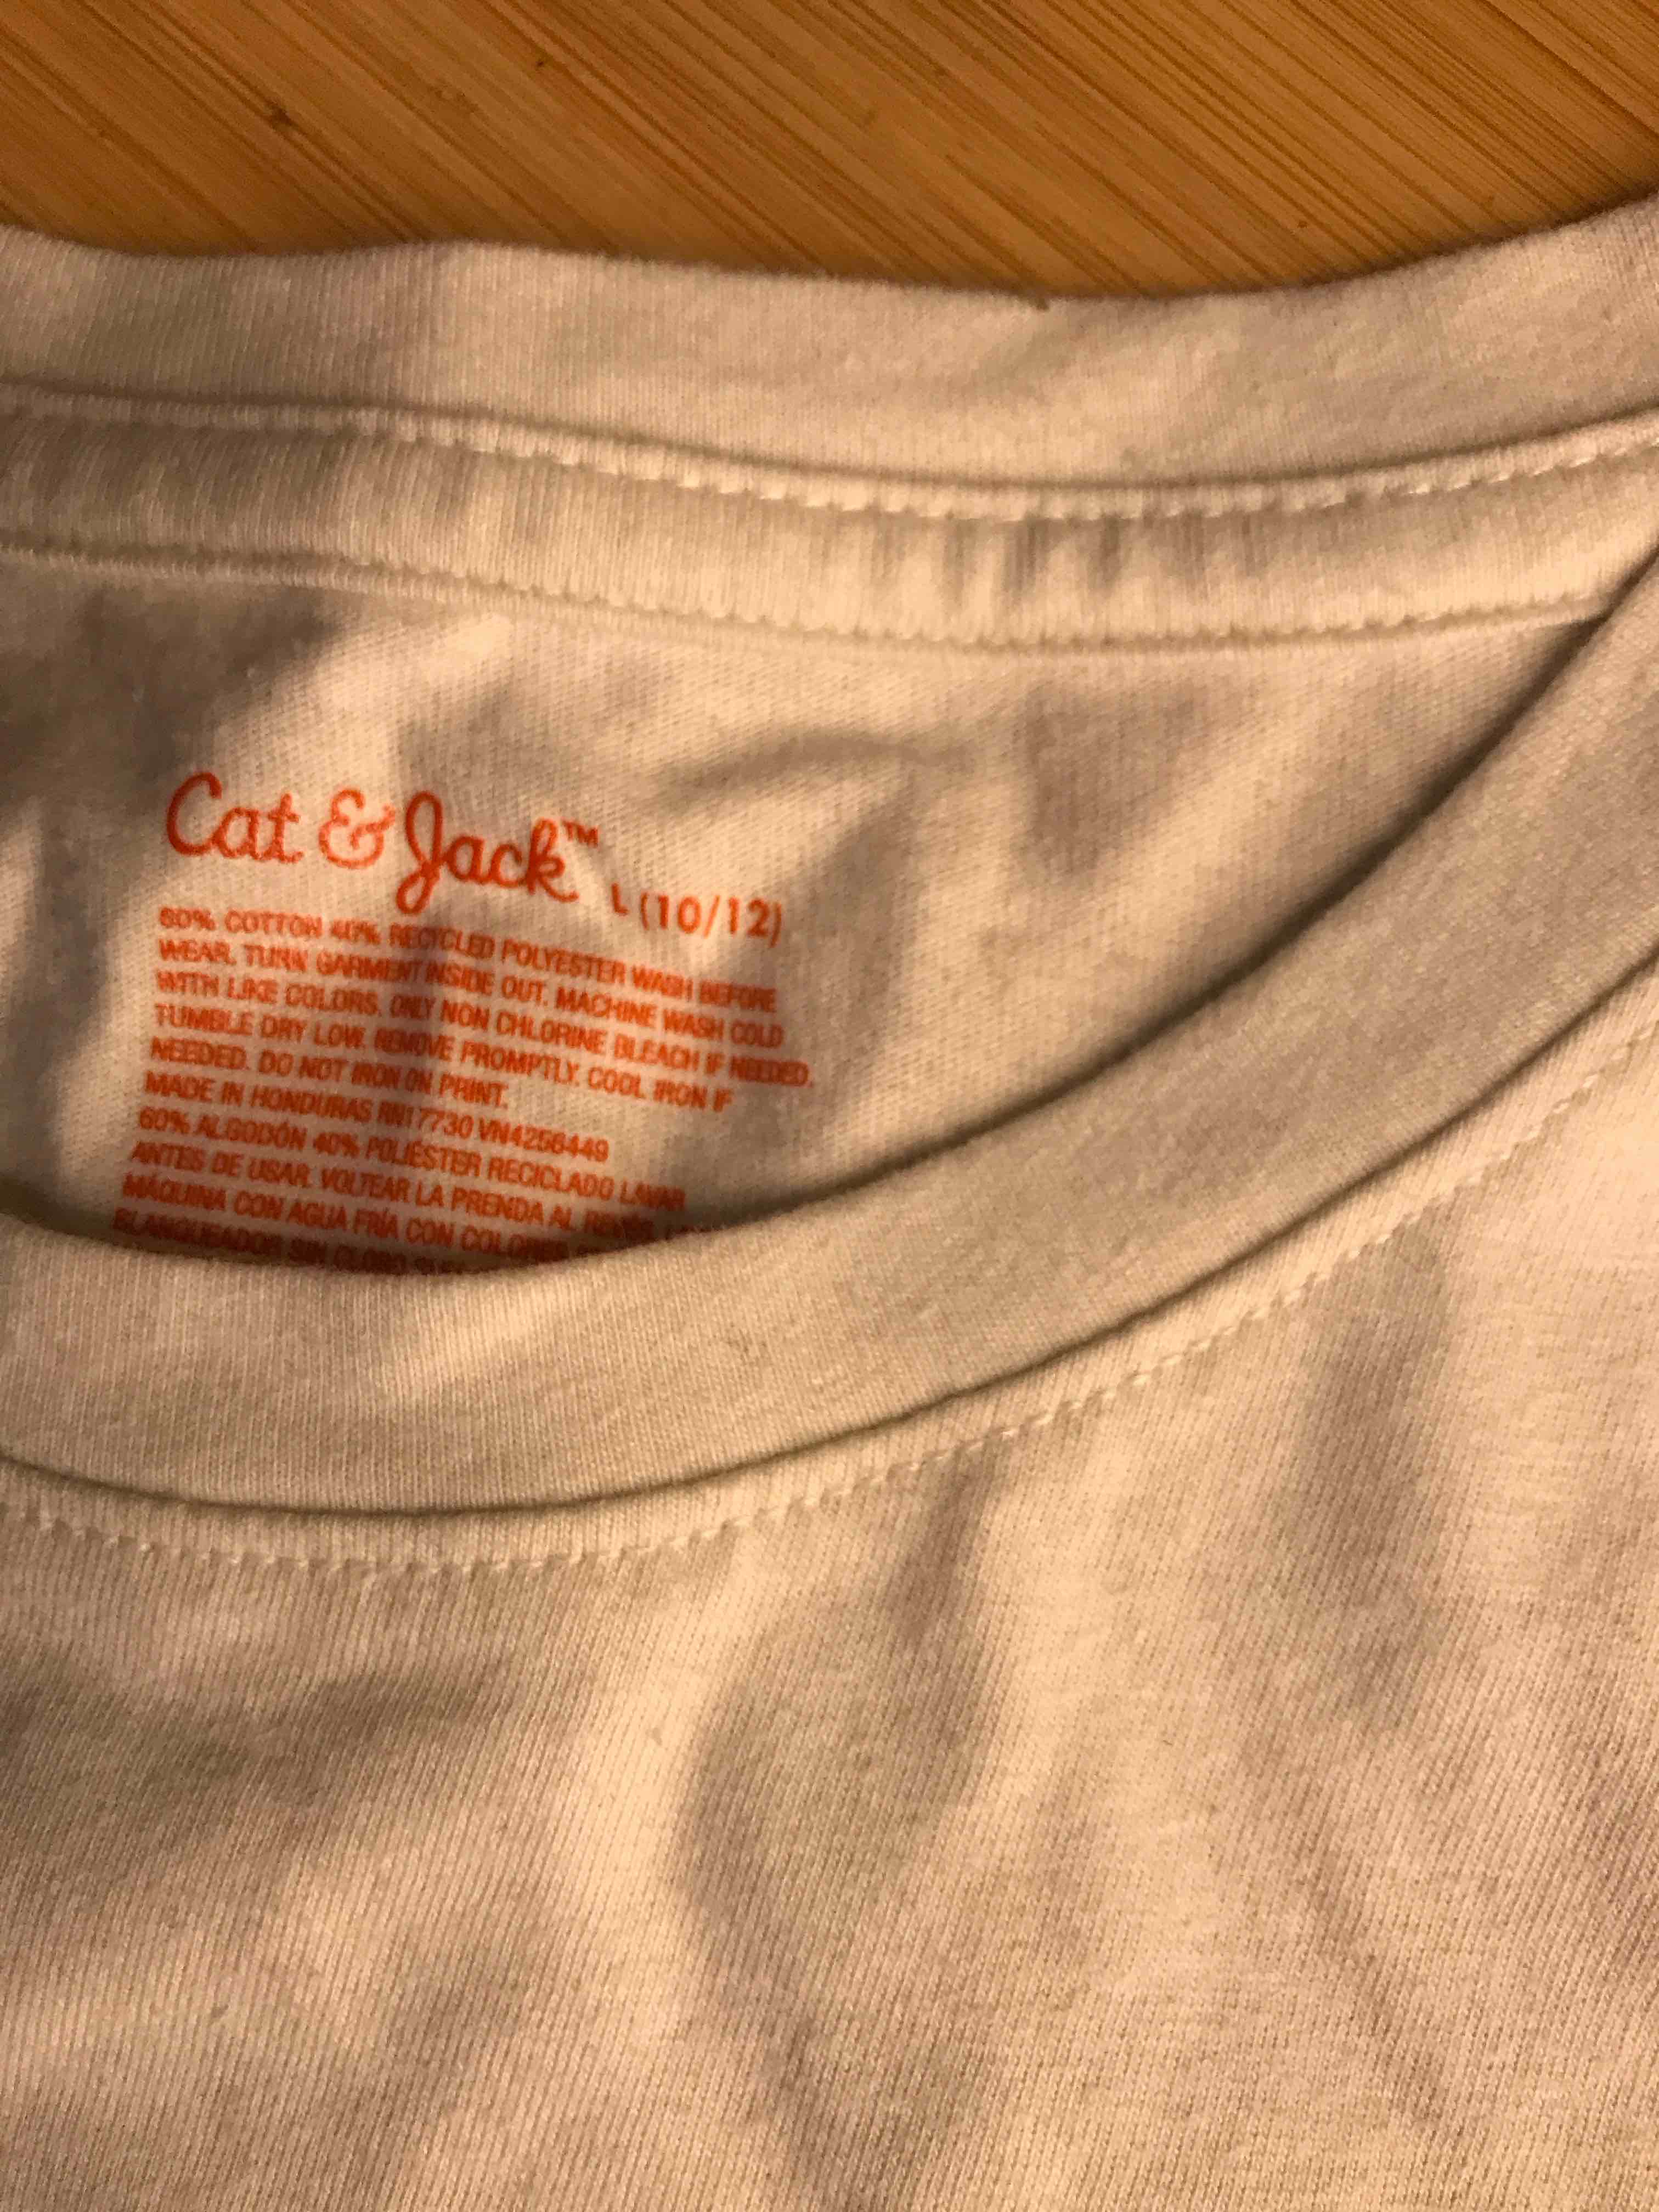 Cat & Jack™ L (10/12)
60% COTTON 40% RECYCLED POLYESTER WASH BEFORE
WEAR. TURN GARMENT INSIDE OUT. MACHINE WASH COLD
WITH LIKE COLORS. ONLY NON CHLORINE BLEACH IF NEEDED.
TUMBLE DRY LOW. REMOVE PROMPTLY. COOL IRON IF
NEEDED. DO NOT IRON ON PRINT.
MADE IN HONDURAS RN17730 VN4256449
60% ALGODÓN 40% POLIÉSTER RECICLADO LAVAR
ANTES DE USAR. VOLTEAR LA PRENDA AL
MÁQUINA CON AGUA FRÍA CON COLORES
BLANQUEADOR SIN CLORO